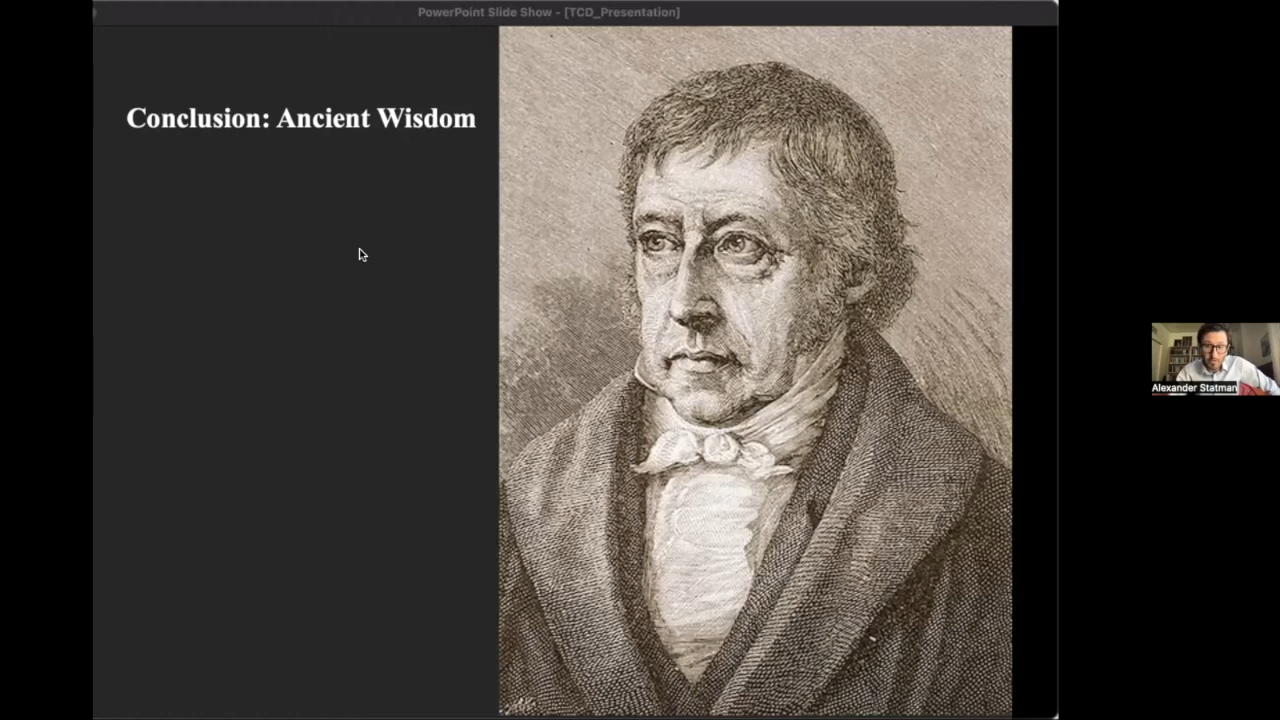 PowerPoint Slide Show - [TCD_Presentation]
Conclusion: Ancient Wisdom
Alexander Statman